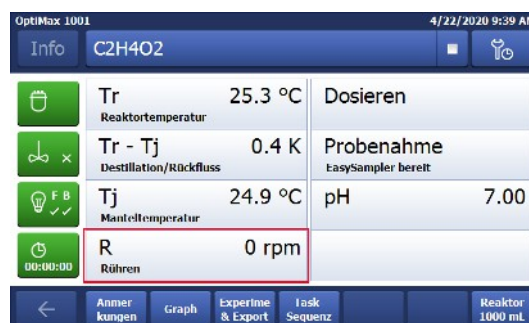 OptiMax 1001
4/22/2020 9:39 AM
Info
C2H4O2
Tr 25.3 °C
Reaktortemperatur
Dosieren
Tr - Tj 0.4 K
Destillation/Rückfluss
Probenahme
EasySampler bereit
F B
Tj 24.9 °C
Manteltemperatur
pH 7.00
00:00:00
R 0 rpm
Rühren
Anmer
kungen
Graph
Experime
& Export
Task
Sequenz
Reaktor
1000 mL